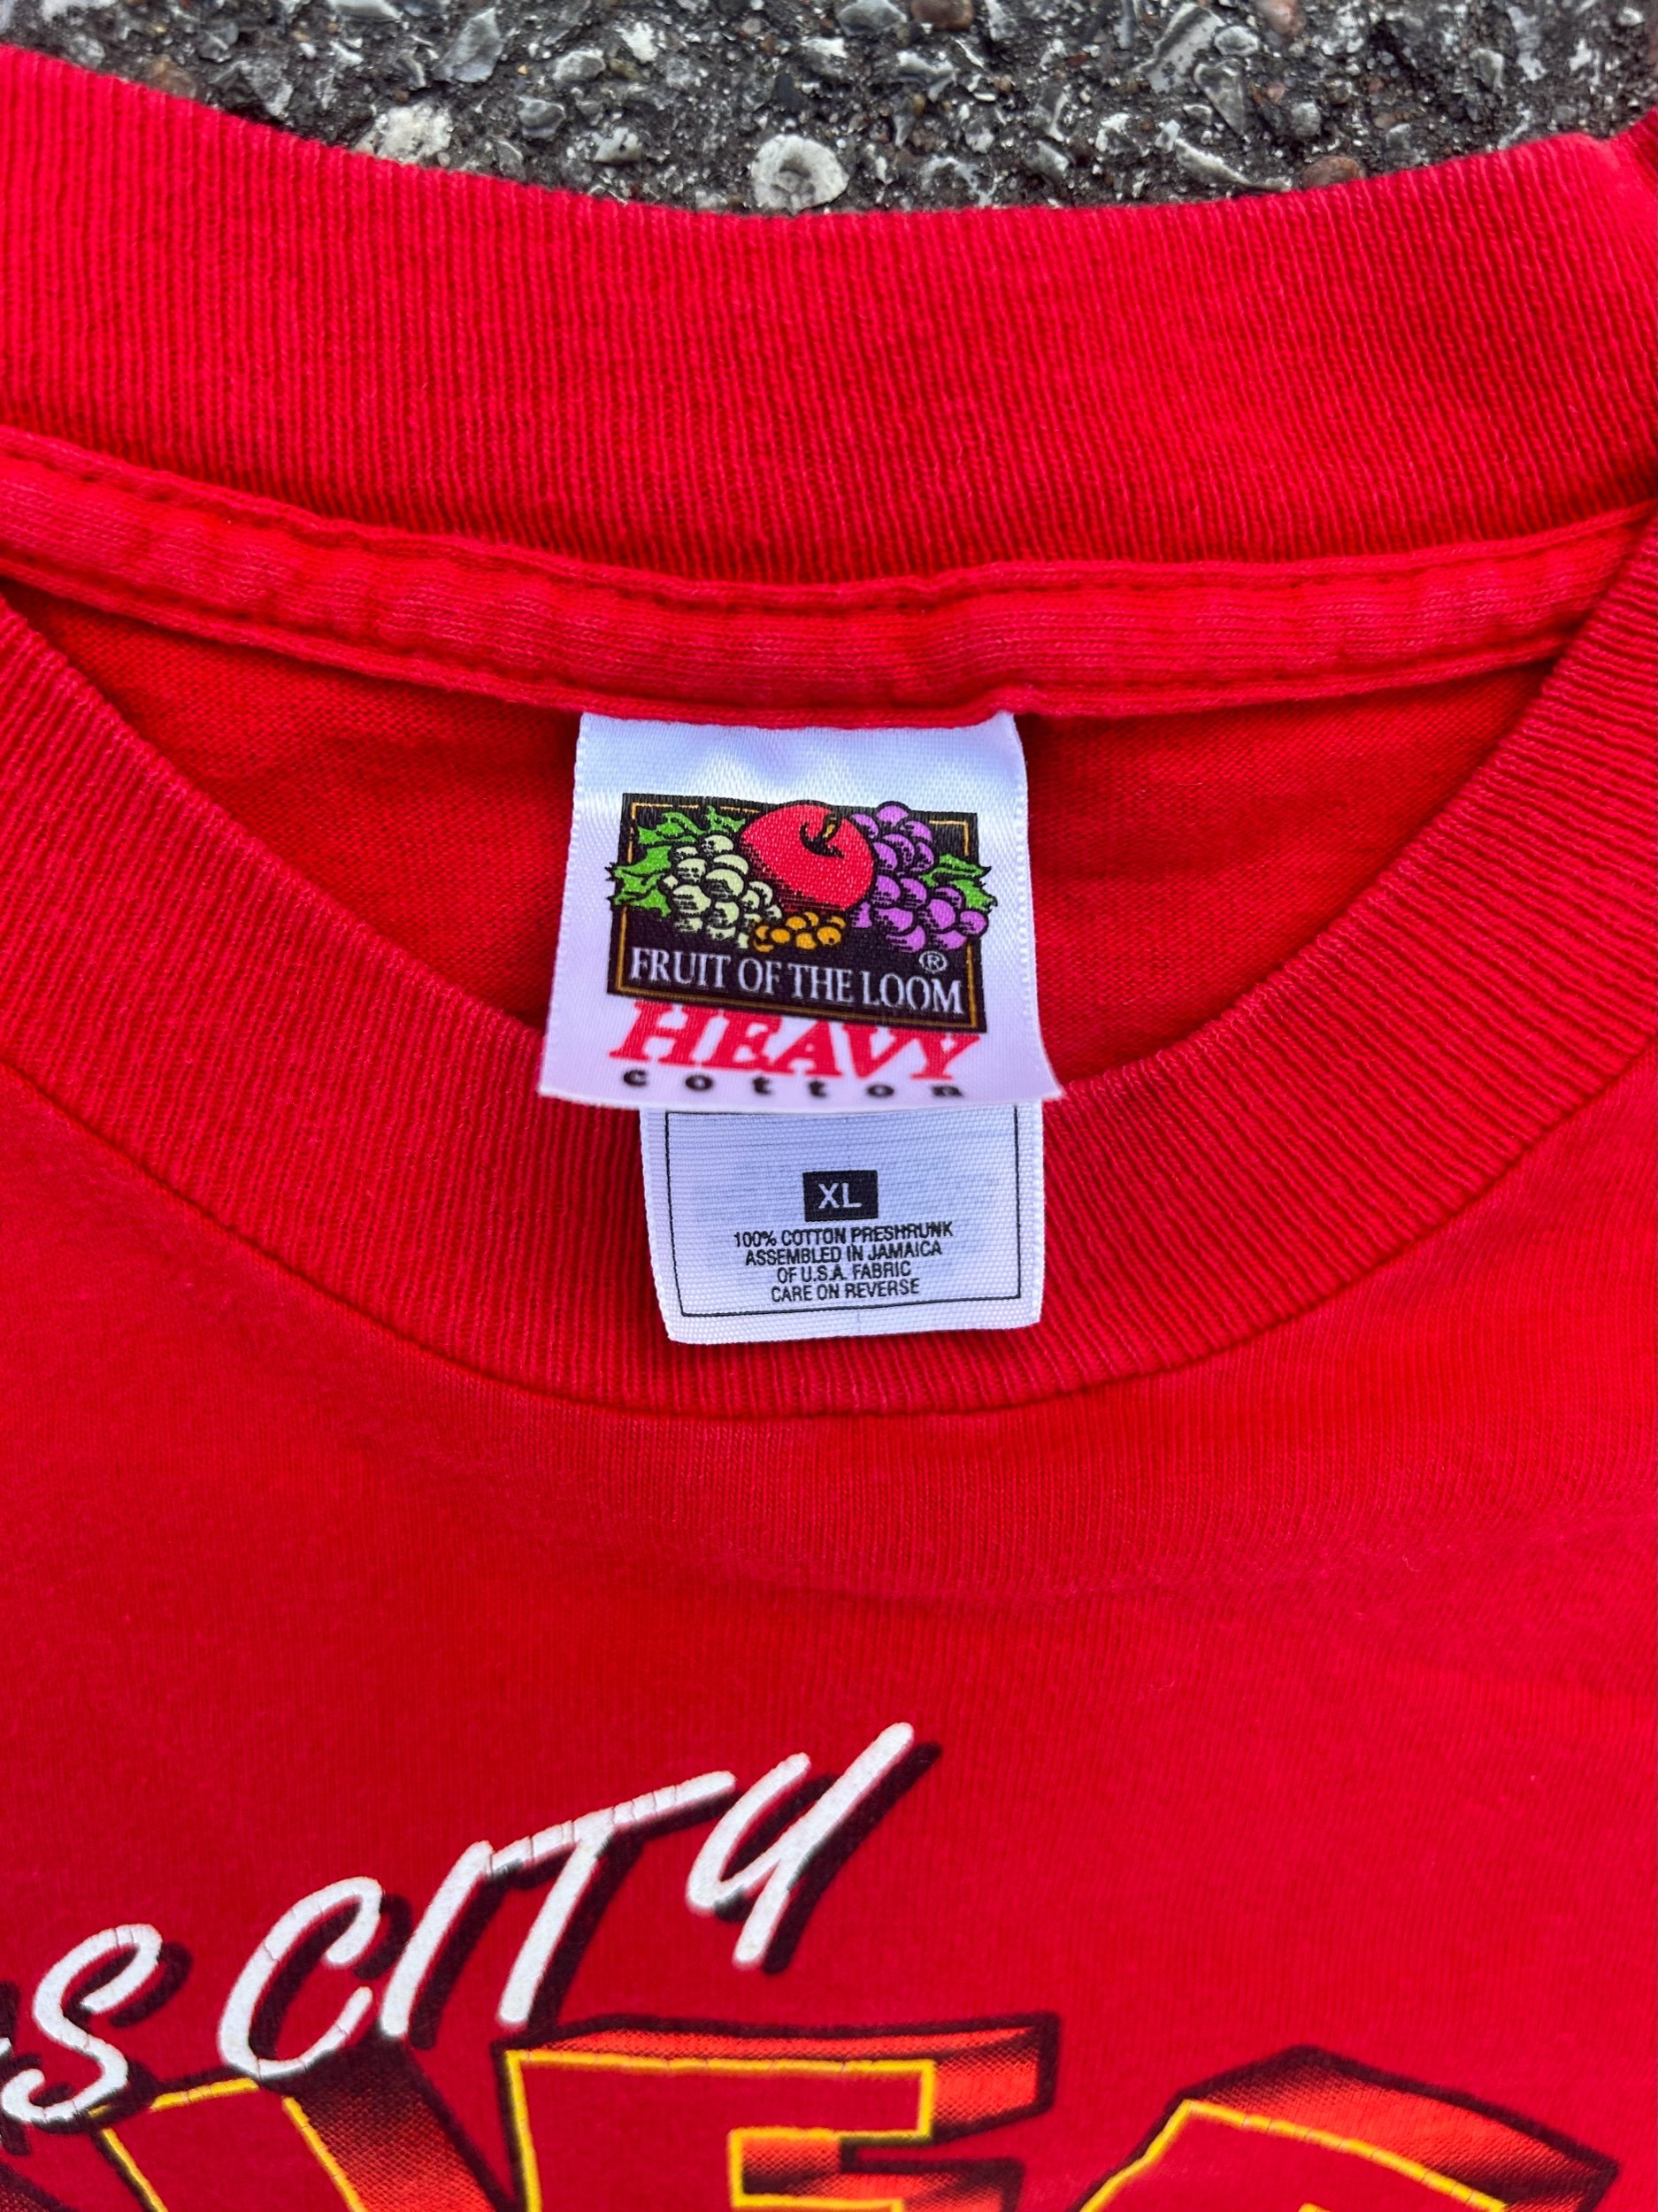 FRUIT OF THE LOOM ®
HEAVY
cotton
XL
100% COTTON PRESHRUNK
ASSEMBLED IN JAMAICA
OF U.S.A. FABRIC
CARE ON REVERSE
S CITY